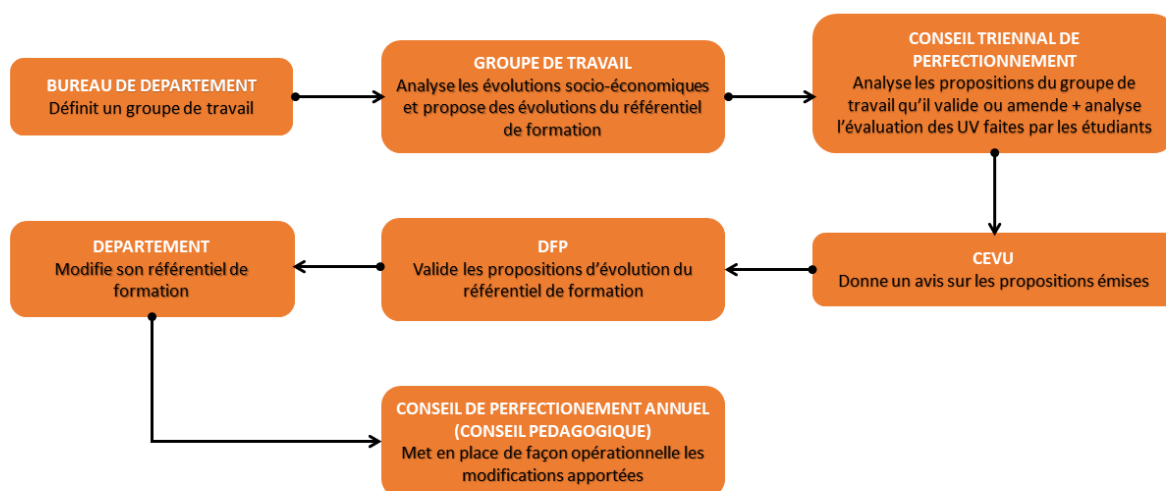 BUREAU DE DEPARTEMENT
Définit un groupe de travail
GROUPE DE TRAVAIL
Analyse les évolutions socio-économiques
et propose des évolutions du référentiel
de formation
CONSEIL TRIENNAL DE
PERFECTIONNEMENT
Analyse les propositions du groupe de
travail qu'il valide ou amende + analyse
l'évaluation des UV faites par les étudiants
DEPARTEMENT
Modifie son référentiel de
formation
DFP
Valide les propositions d'évolution du
référentiel de formation
CEVU
Donne un avis sur les propositions émises
CONSEIL DE PERFECTIONEMENT ANNUEL
(CONSEIL PEDAGOGIQUE)
Met en place de façon opérationnelle les
modifications apportées